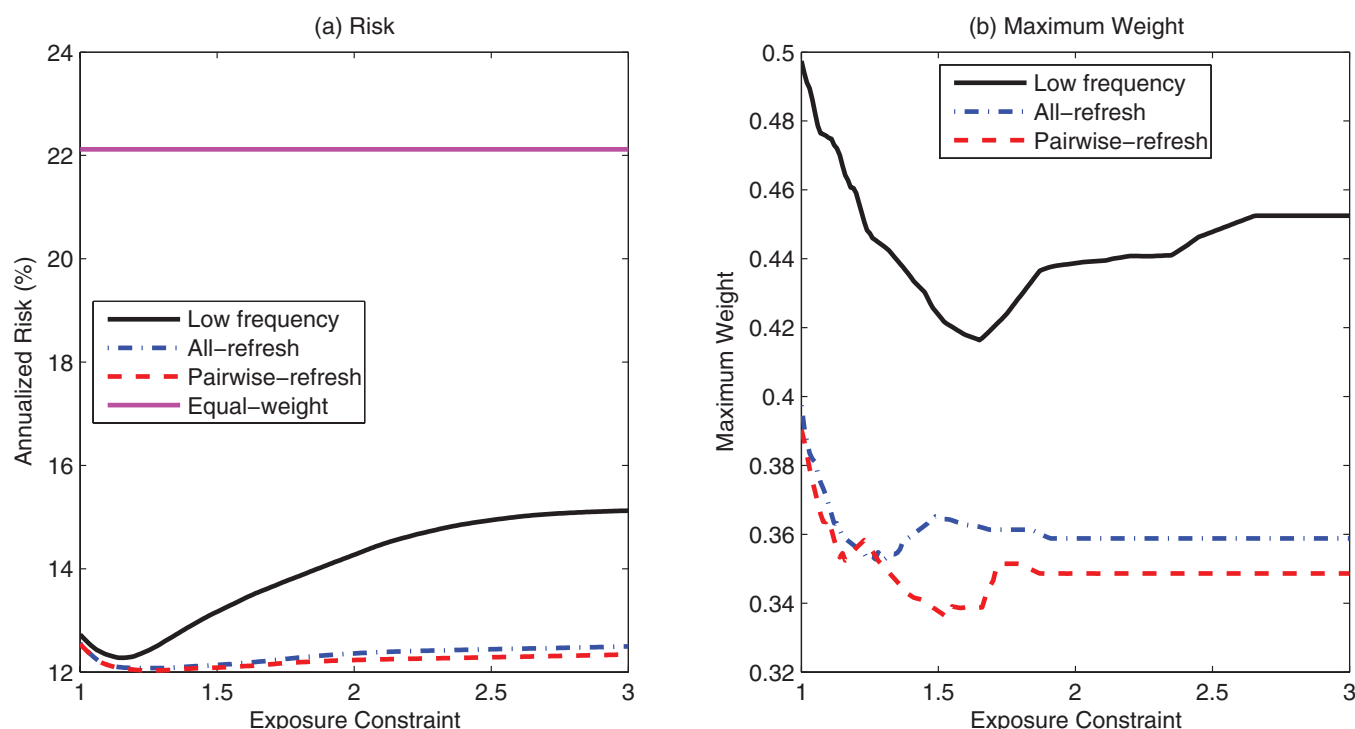 (a) Risk
24
22
20
18
16
14
12
Annualized Risk (%)
Low frequency
All−refresh
Pairwise−refresh
Equal−weight
1
1.5
2
2.5
3
Exposure Constraint
(b) Maximum Weight
0.5
0.48
0.46
0.44
0.42
0.4
0.38
0.36
0.34
0.32
Maximum Weight
Low frequency
All−refresh
Pairwise−refresh
1
1.5
2
2.5
3
Exposure Constraint